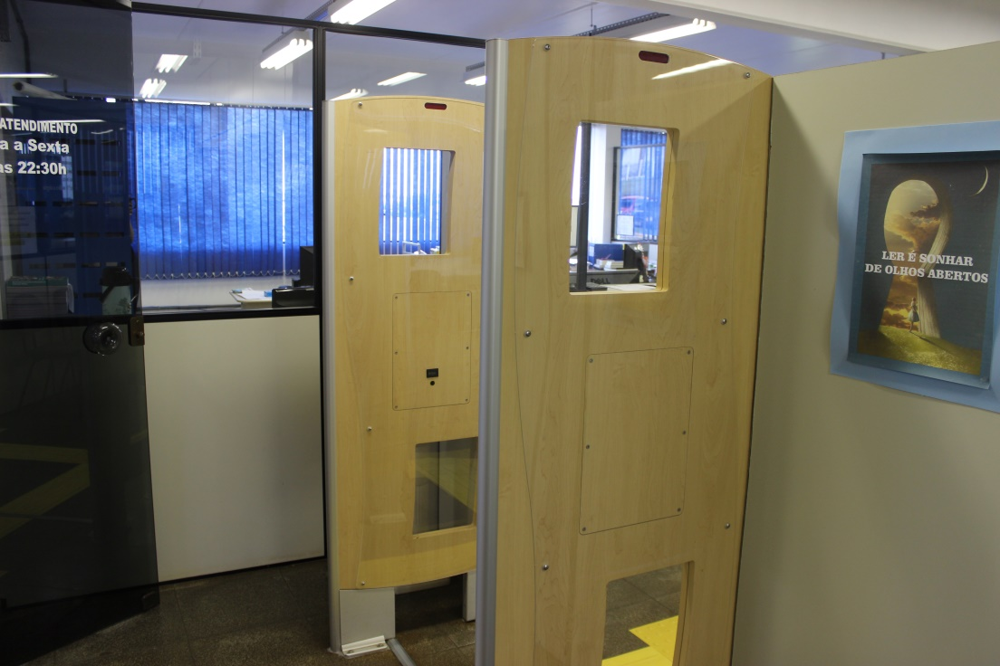 ATENDIMENTO
a a Sexta
as 22:30h
LER É SONHAR
DE OLHOS ABERTOS